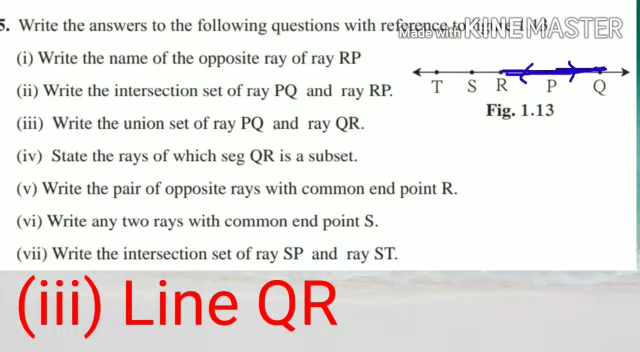 5. Write the answers to the following questions with reference to
Made with KINEMASTER
(i) Write the name of the opposite ray of ray RP
(ii) Write the intersection set of ray PQ and ray RP.
T S R P Q
Fig. 1.13
(iii) Write the union set of ray PQ and ray QR.
(iv) State the rays of which seg QR is a subset.
(v) Write the pair of opposite rays with common end point R.
(vi) Write any two rays with common end point S.
(vii) Write the intersection set of ray SP and ray ST.
(iii) Line QR